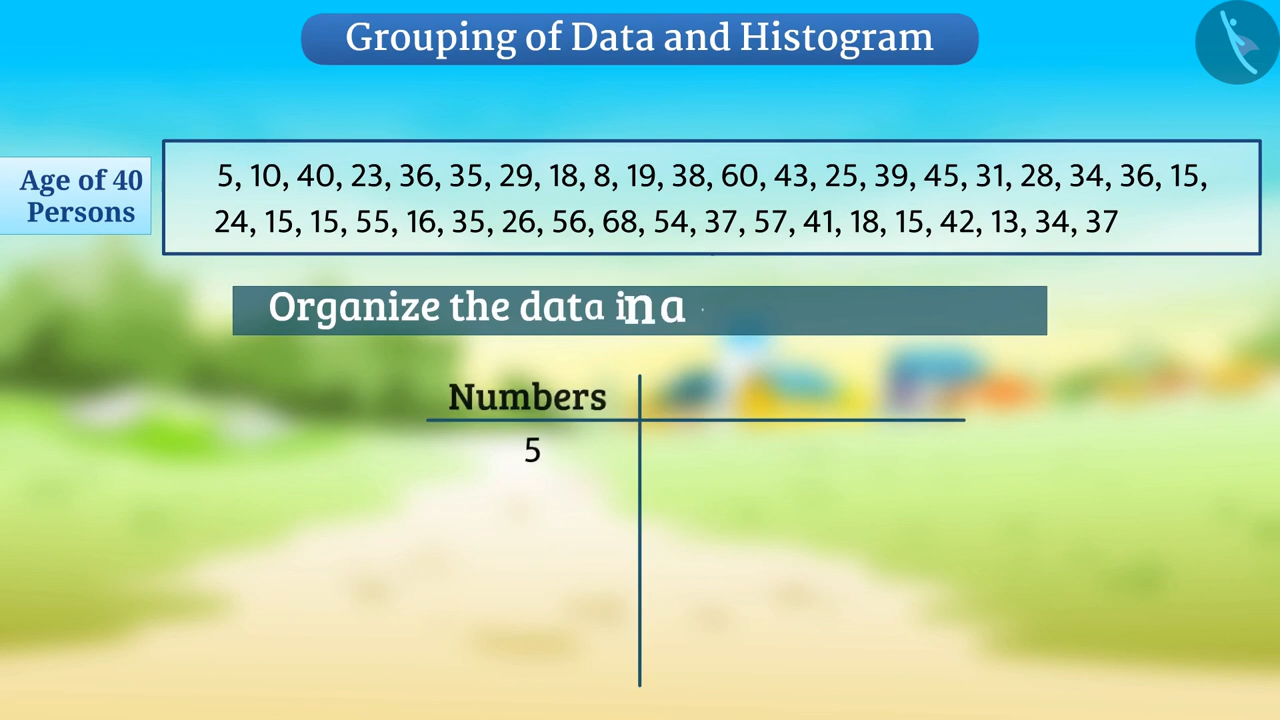 Grouping of Data and Histogram
Age of 40
Persons
5, 10, 40, 23, 36, 35, 29, 18, 8, 19, 38, 60, 43, 25, 39, 45, 31, 28, 34, 36, 15,
24, 15, 15, 55, 16, 35, 26, 56, 68, 54, 37, 57, 41, 18, 15, 42, 13, 34, 37
Organize the data in a
Numbers
5